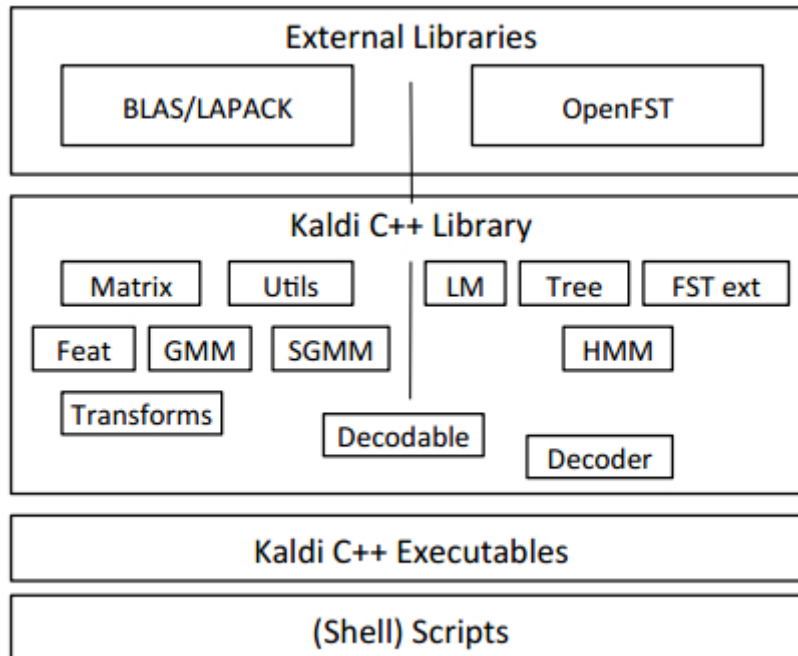 External Libraries
BLAS/LAPACK
OpenFST
Kaldi C++ Library
Matrix
Utils
LM
Tree
FST ext
Feat
GMM
SGMM
HMM
Transforms
Decodable
Decoder
Kaldi C++ Executables
(Shell) Scripts